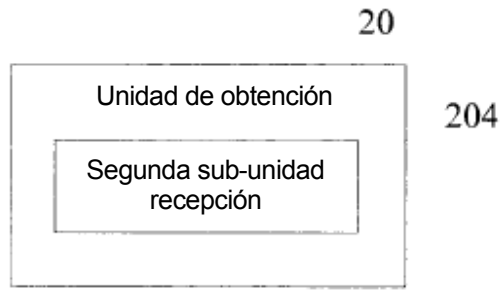 20
Unidad de obtención
204
Segunda sub-unidad
recepción